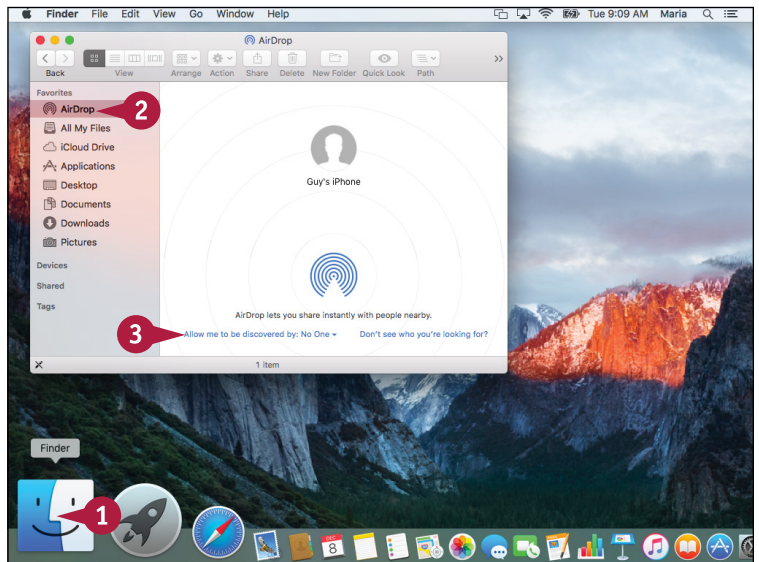 Finder File Edit View Go Window Help Tue 9:09 AM Maria
AirDrop
Back View Arrange Action Share Delete New Folder Quick Look Path
Favorites
AirDrop
2
All My Files
iCloud Drive
Applications
Desktop
Documents
Downloads
Pictures
Devices
Shared
Tags
Guy's iPhone
AirDrop lets you share instantly with people nearby.
3
Allow me to be discovered by: No One Don't see who you're looking for?
1 item
Finder
1
DEC
8